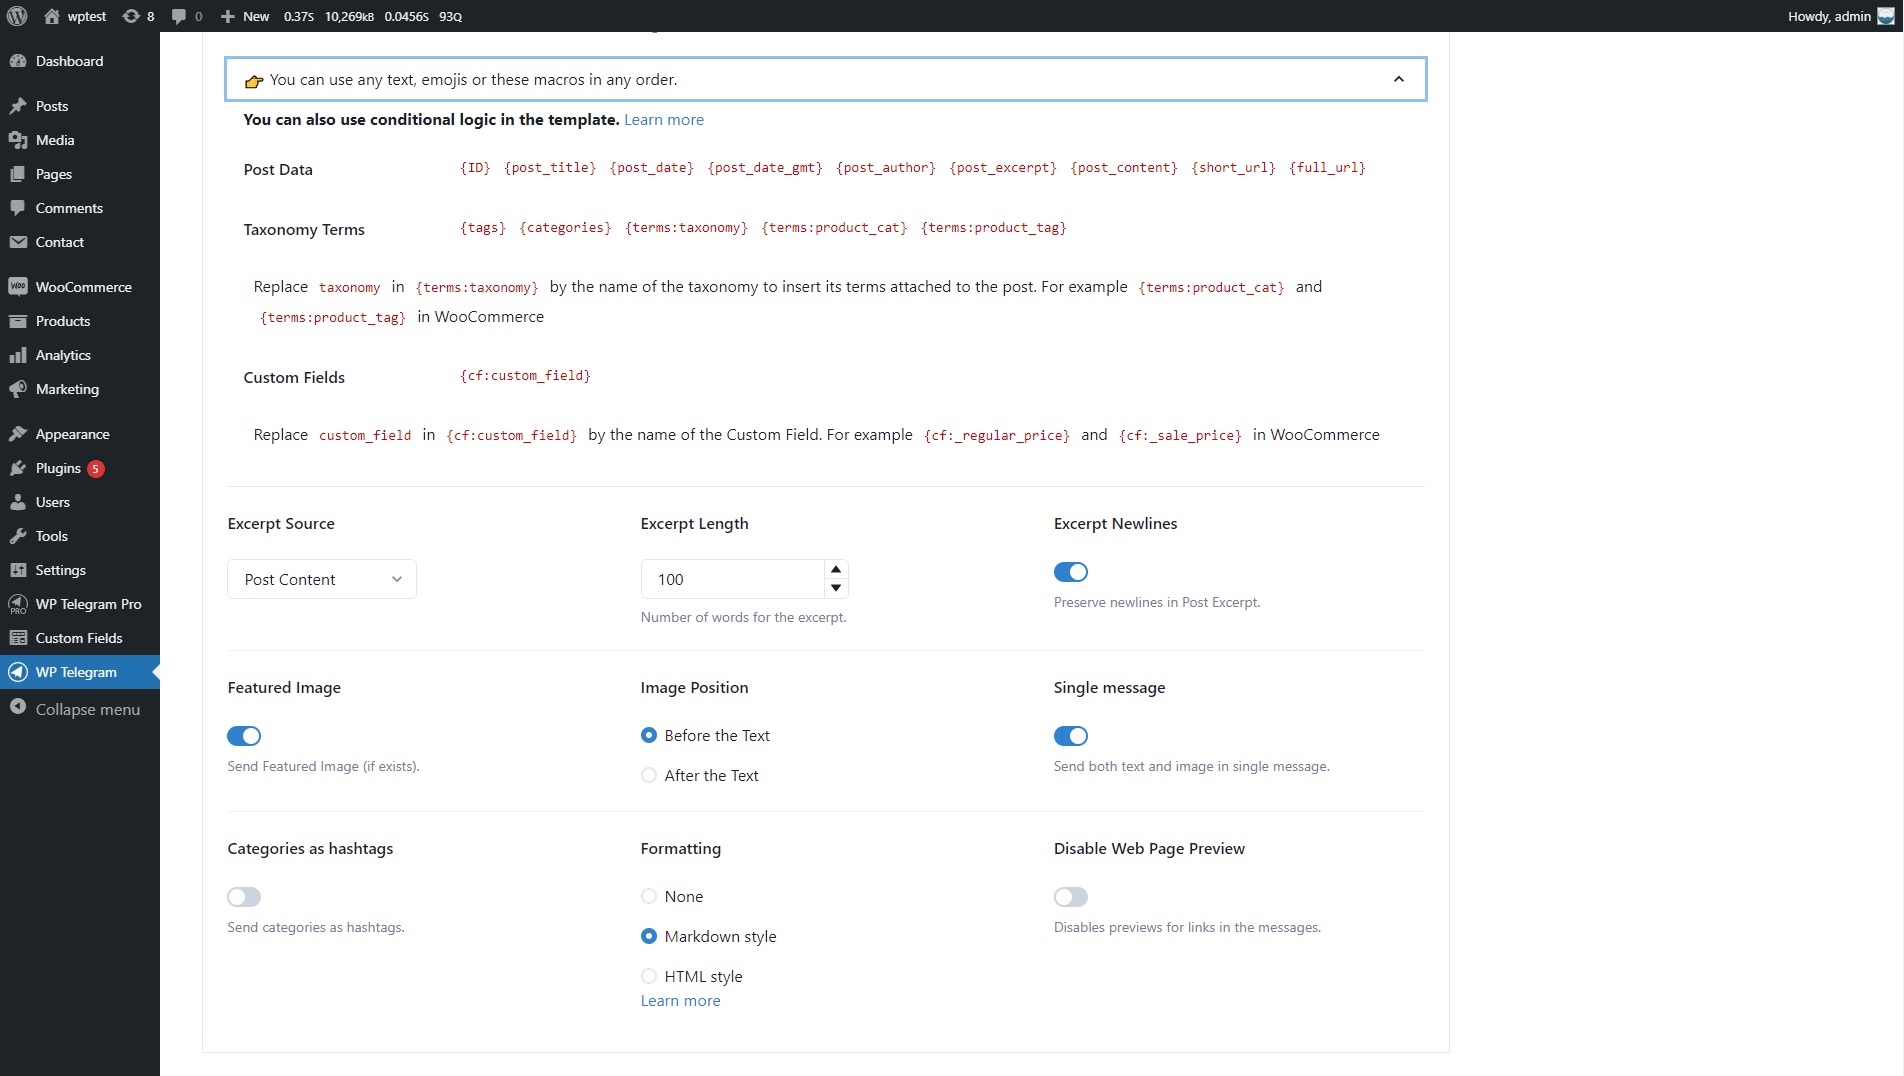 wptest 8 0 New 0.37s 10,269kB 0.0456s 93Q Howdy, admin
Dashboard
Posts
Media
Pages
Comments
Contact
WooCommerce
Products
Analytics
Marketing
Appearance
Plugins 5
Users
Tools
Settings
WP Telegram Pro
Custom Fields
WP Telegram
Collapse menu
You can use any text, emojis or these macros in any order.
You can also use conditional logic in the template. Learn more
Post Data {ID} {post_title} {post_date} {post_date_gmt} {post_author} {post_excerpt} {post_content} {short_url} {full_url}
Taxonomy Terms {tags} {categories} {terms:taxonomy} {terms:product_cat} {terms:product_tag}
Replace taxonomy in {terms:taxonomy} by the name of the taxonomy to insert its terms attached to the post. For example {terms:product_cat} and
{terms:product_tag} in WooCommerce
Custom Fields {cf:custom_field}
Replace custom_field in {cf:custom_field} by the name of the Custom Field. For example {cf:_regular_price} and {cf:_sale_price} in WooCommerce
Excerpt Source
Post Content
Excerpt Length
100
Number of words for the excerpt.
Excerpt Newlines
Preserve newlines in Post Excerpt.
Featured Image
Send Featured Image (if exists).
Image Position
Before the Text
After the Text
Single message
Send both text and image in single message.
Categories as hashtags
Send categories as hashtags.
Formatting
None
Markdown style
HTML style
Learn more
Disable Web Page Preview
Disables previews for links in the messages.